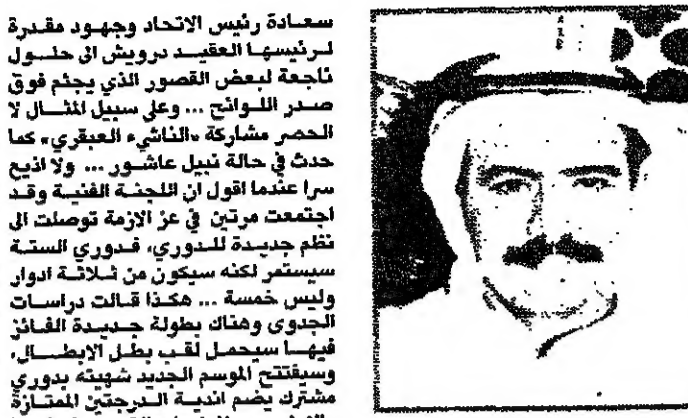 سعادة رئيس الاتحاد وجهود مقدرة
لرئيسها العقيد درويش الى حلول
ناجعة لبعض القصور الذي يجثم فوق
صدر اللوائح ... وعلى سبيل المثال لا
الحصر مشاركة «الناشيء العبقري» كما
حدث في حالة نبيل عاشور ... ولا اذيع
سرا عندما اقول ان اللجنة الفنية وقد
اجتمعت مرتين في عز الازمة توصلت الى
نظم جديدة للدوري، فدوري الستة
سيستمر لكنه سيكون من ثلاثة ادوار
وليس خمسة ... هكذا قالت دراسات
الجدوى وهناك بطولة جديدة الفائز
فيها سيحمل لقب بطل الابطال،
وسيفتتح الموسم الجديد شهيته بدوري
مشترك يضم اندية الدرجتين الممتازة